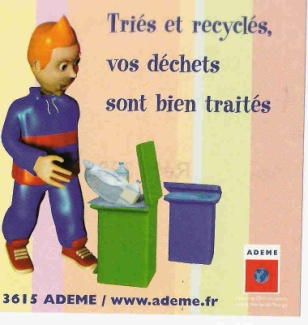 Triés et recyclés,
vos déchets
sont bien traités
ADEME
3615 ADEME / www.ademe.fr